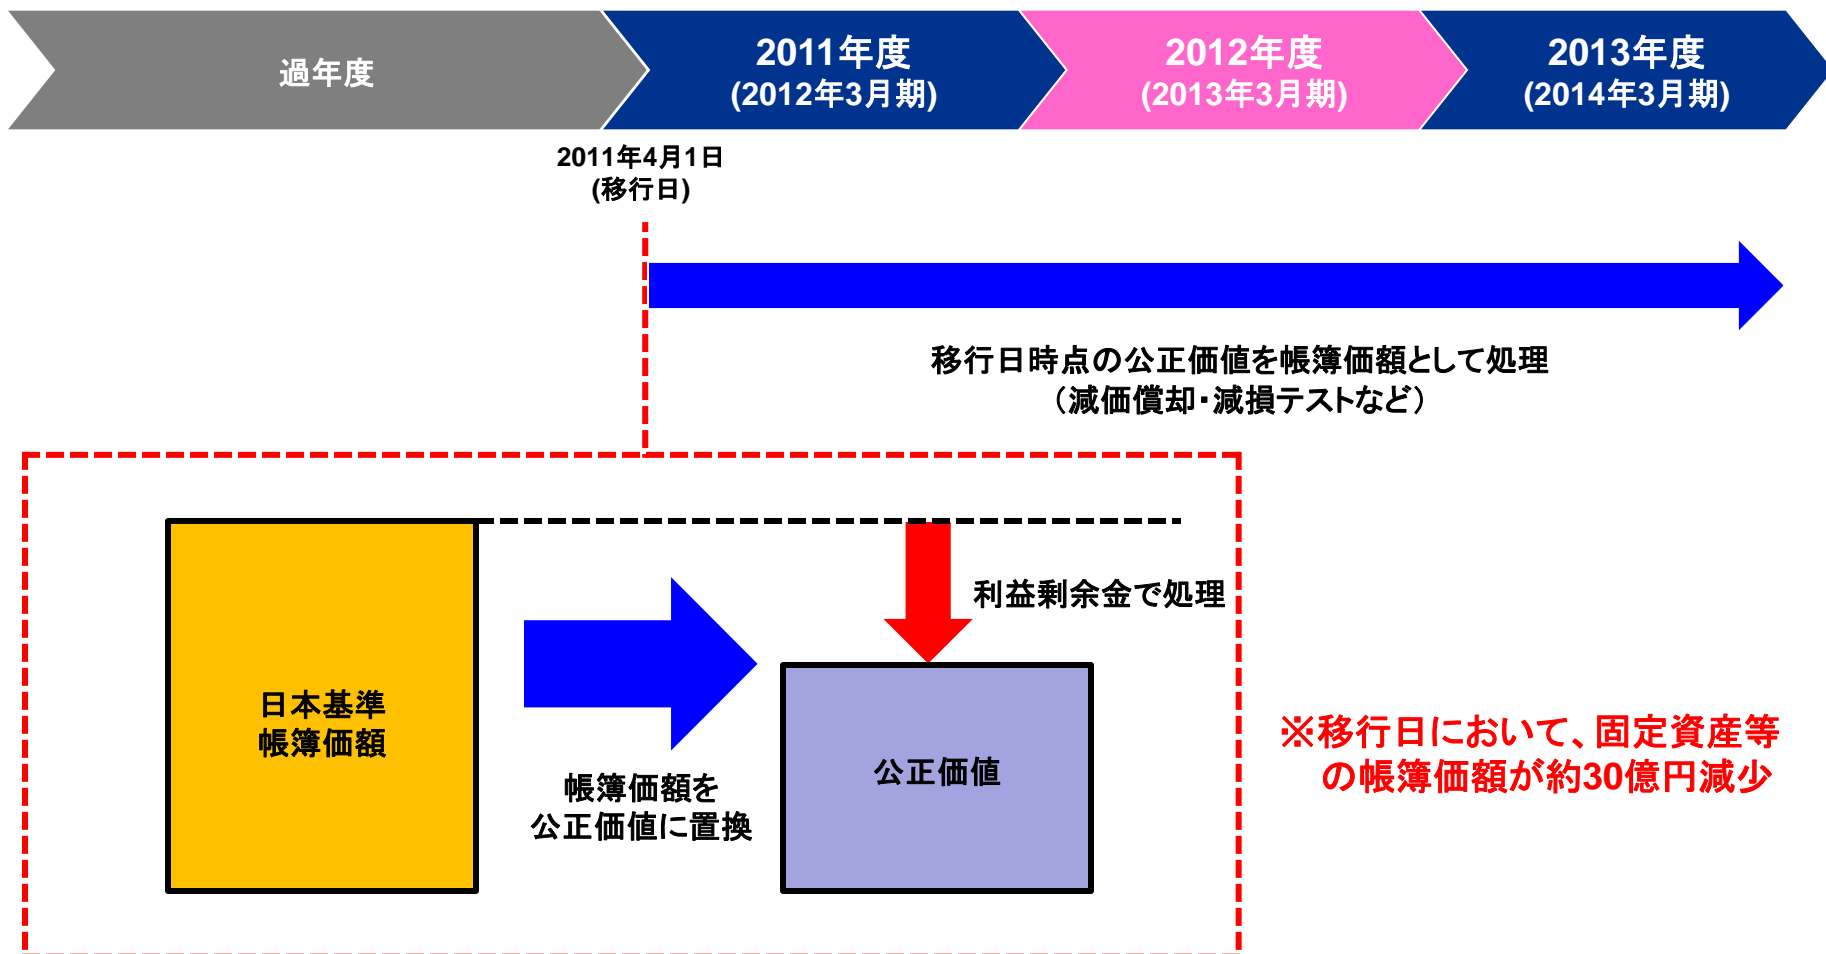 過年度
2011年度
(2012年3月期)
2012年度
(2013年3月期)
2013年度
(2014年3月期)
2011年4月1日
(移行日)
移行日時点の公正価値を帳簿価額として処理
（減価償却・減損テストなど）
利益剰余金で処理
日本基準
帳簿価額
帳簿価額を
公正価値に置換
公正価値
※移行日において、固定資産等
の帳簿価額が約30億円減少